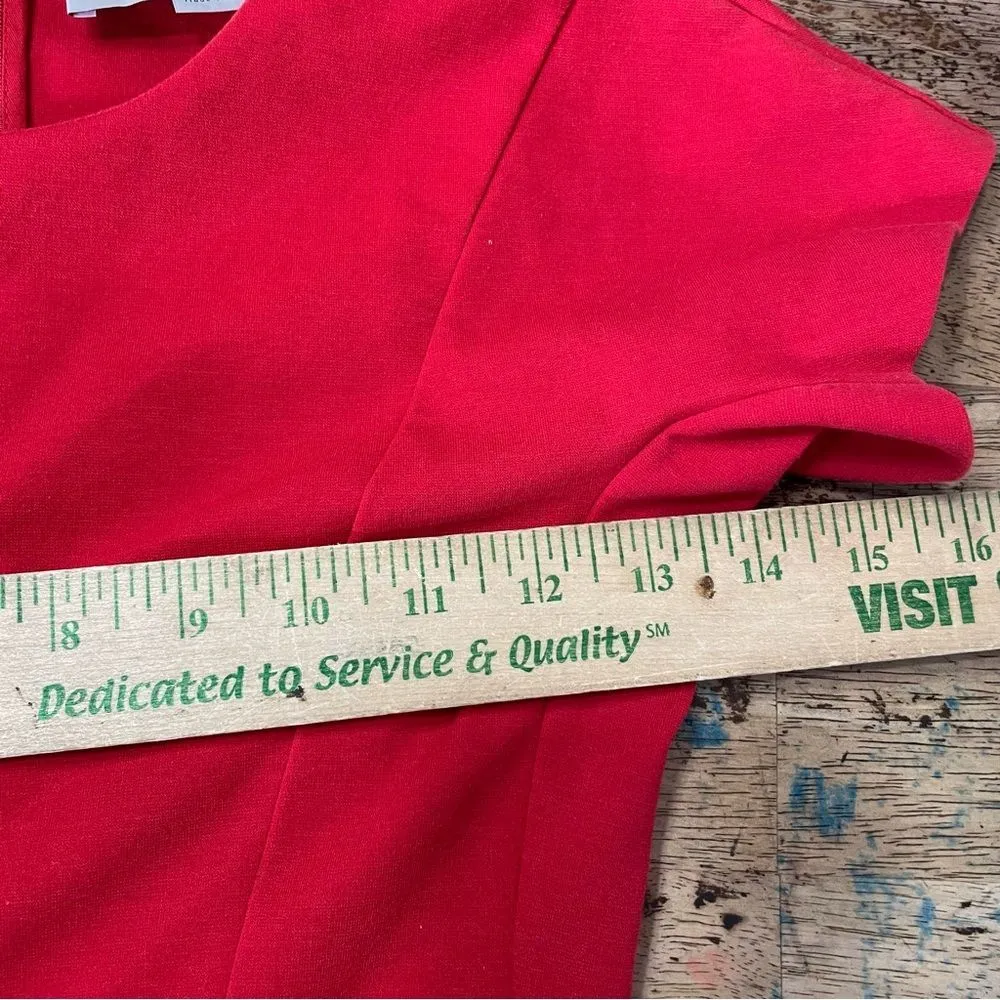 8 9 10 11 12 13 14 15 16
Dedicated to Service & Quality SM
VISIT